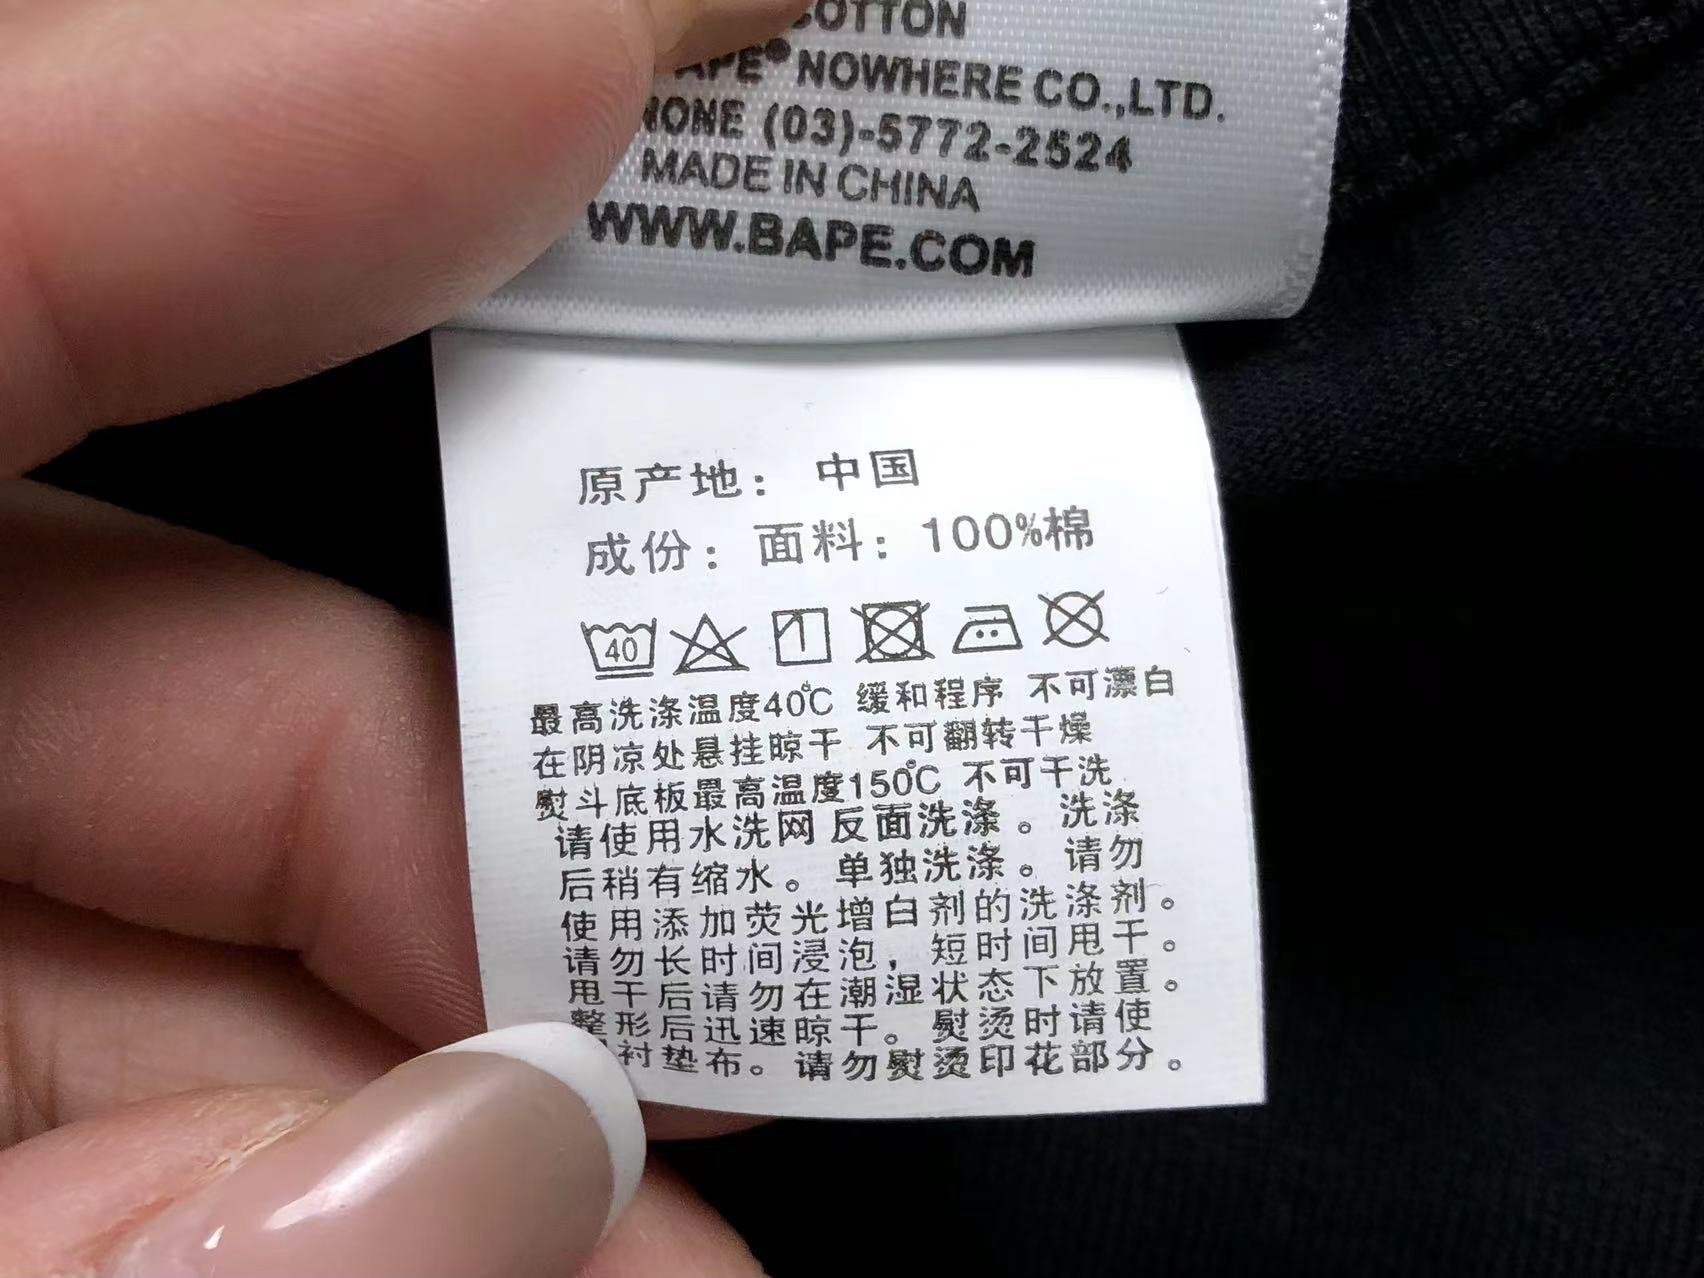 COTTON
APE® NOWHERE CO.,LTD.
HONE (03)-5772-2524
MADE IN CHINA
WWW.BAPE.COM
原产地： 中国
成份：面料：100%棉
40
最高洗涤温度40℃ 缓和程序 不可漂白
在阴凉处悬挂晾干 不可翻转干燥
熨斗底板最高温度150℃ 不可干洗
请使用水洗网 反面洗涤。洗涤
后稍有缩水。单独洗涤。请勿
使用添加荧光增白剂的洗涤剂。
请勿长时间浸泡，短时间甩干。
甩干后请勿在潮湿状态下放置。
整形后迅速晾干。熨烫时请使
衬垫布。请勿熨烫印花部分。